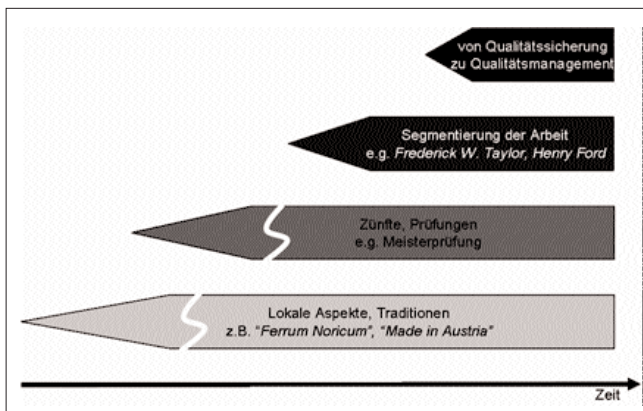 von Qualitätssicherung
zu Qualitätsmanagement
Segmentierung der Arbeit
e.g. Frederick W. Taylor, Henry Ford
Zünfte, Prüfungen
e.g. Meisterprüfung
Lokale Aspekte, Traditionen
z.B. "Ferrum Noricum", "Made in Austria"
Zeit